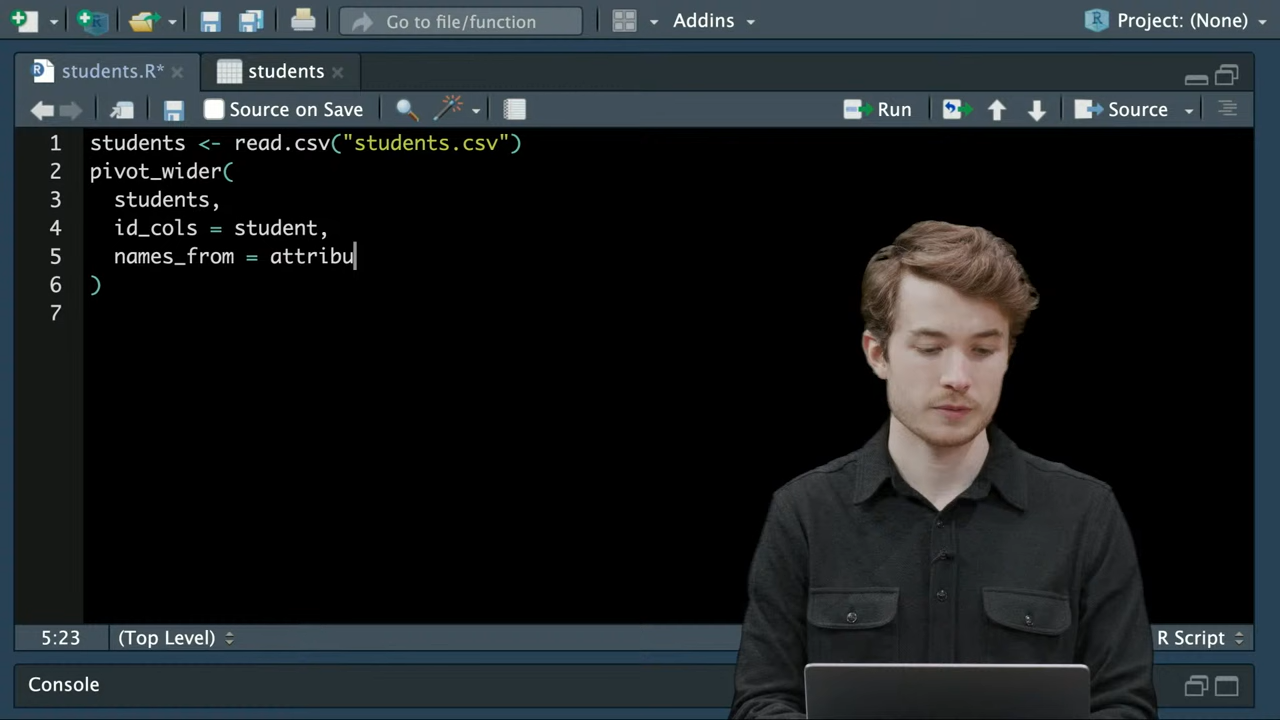 Go to file/function
Addins
Project: (None)
students.R*
students
Source on Save
Run
Source
1 students <- read.csv("students.csv")
2 pivot_wider(
3 students,
4 id_cols = student,
5 names_from = attribu
6 )
7
5:23
(Top Level)
R Script
Console